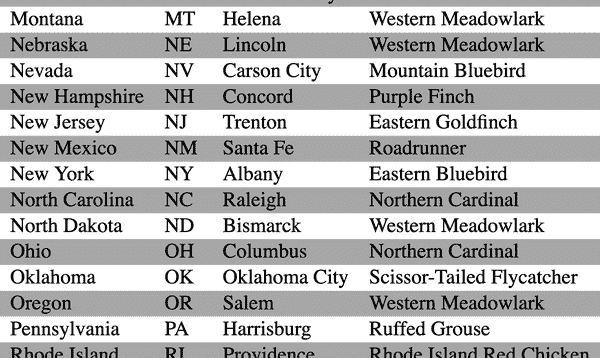 Montana MT Helena Western Meadowlark
Nebraska NE Lincoln Western Meadowlark
Nevada NV Carson City Mountain Bluebird
New Hampshire NH Concord Purple Finch
New Jersey NJ Trenton Eastern Goldfinch
New Mexico NM Santa Fe Roadrunner
New York NY Albany Eastern Bluebird
North Carolina NC Raleigh Northern Cardinal
North Dakota ND Bismarck Western Meadowlark
Ohio OH Columbus Northern Cardinal
Oklahoma OK Oklahoma City Scissor-Tailed Flycatcher
Oregon OR Salem Western Meadowlark
Pennsylvania PA Harrisburg Ruffed Grouse
Rhode Island RI Providence Rhode Island Red Chicken